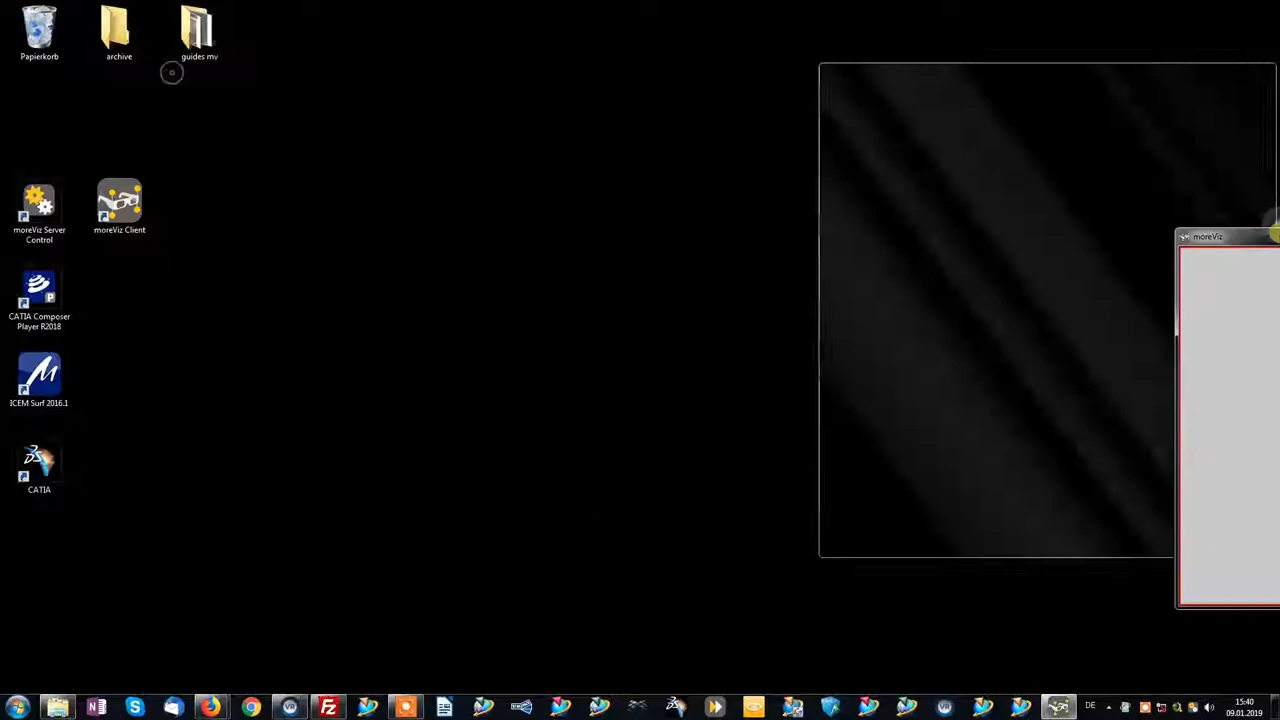 Papierkorb
archive
guides mv
moreViz Server
Control
moreViz Client
CATIA Composer
Player R2018
ICEM Surf 2016.1
CATIA
moreViz
DE
15:40
09.01.2019